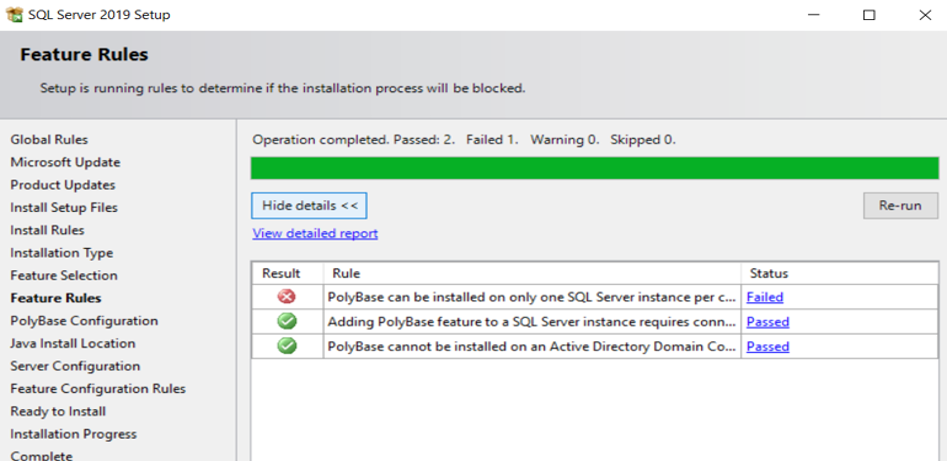 SQL Server 2019 Setup
Feature Rules
Setup is running rules to determine if the installation process will be blocked.
Global Rules
Microsoft Update
Product Updates
Install Setup Files
Install Rules
Installation Type
Feature Selection
Feature Rules
PolyBase Configuration
Java Install Location
Server Configuration
Feature Configuration Rules
Ready to Install
Installation Progress
Complete
Operation completed. Passed: 2.   Failed 1.   Warning 0.   Skipped 0.
Hide details <<
Re-run
View detailed report
Result Rule Status
PolyBase can be installed on only one SQL Server instance per c... Failed
Adding PolyBase feature to a SQL Server instance requires conn... Passed
PolyBase cannot be installed on an Active Directory Domain Co... Passed